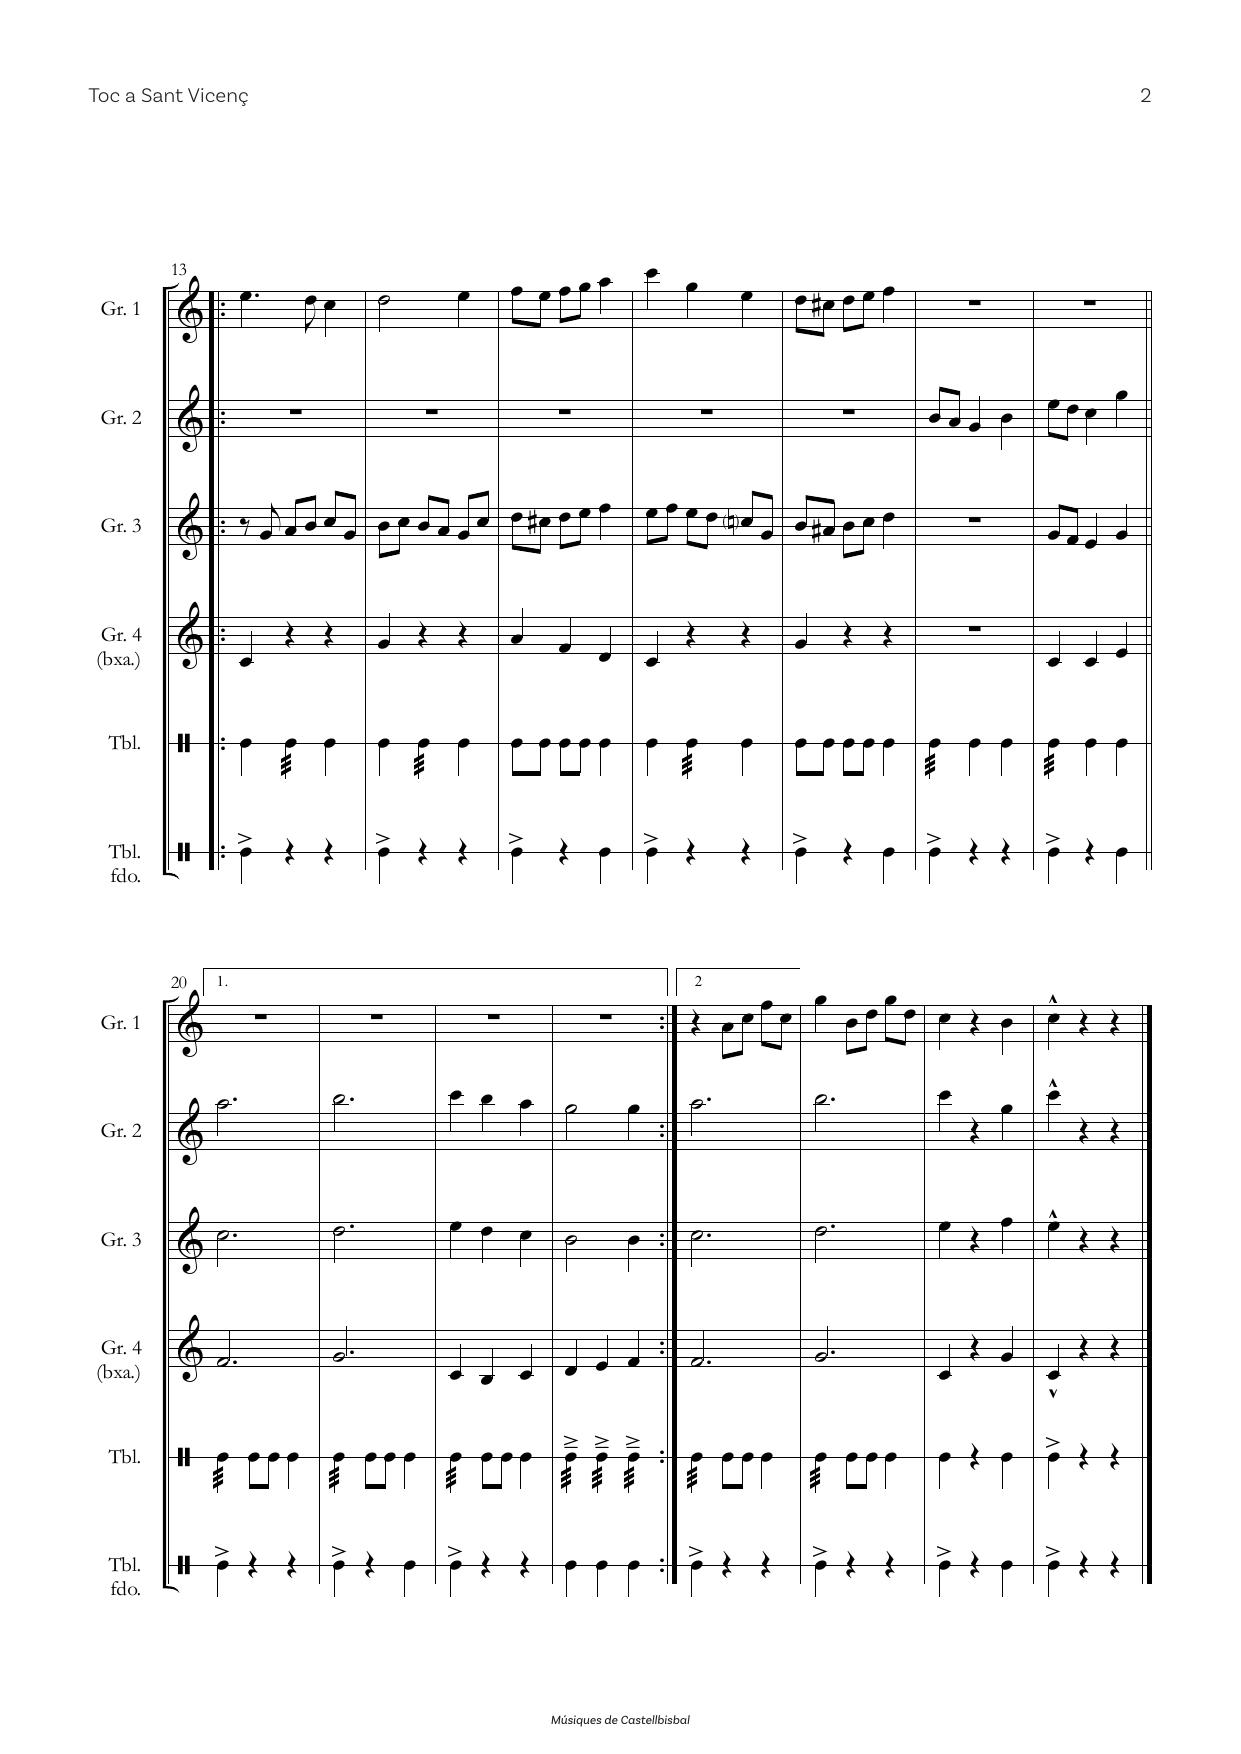 Toc a Sant Vicenç 2
13
Gr. 1
Gr. 2
Gr. 3
Gr. 4
(bxa.)
Tbl.
Tbl.
fdo.
20 1. 2
Gr. 1
Gr. 2
Gr. 3
Gr. 4
(bxa.)
Tbl.
Tbl.
fdo.
Músiques de Castellbisbal